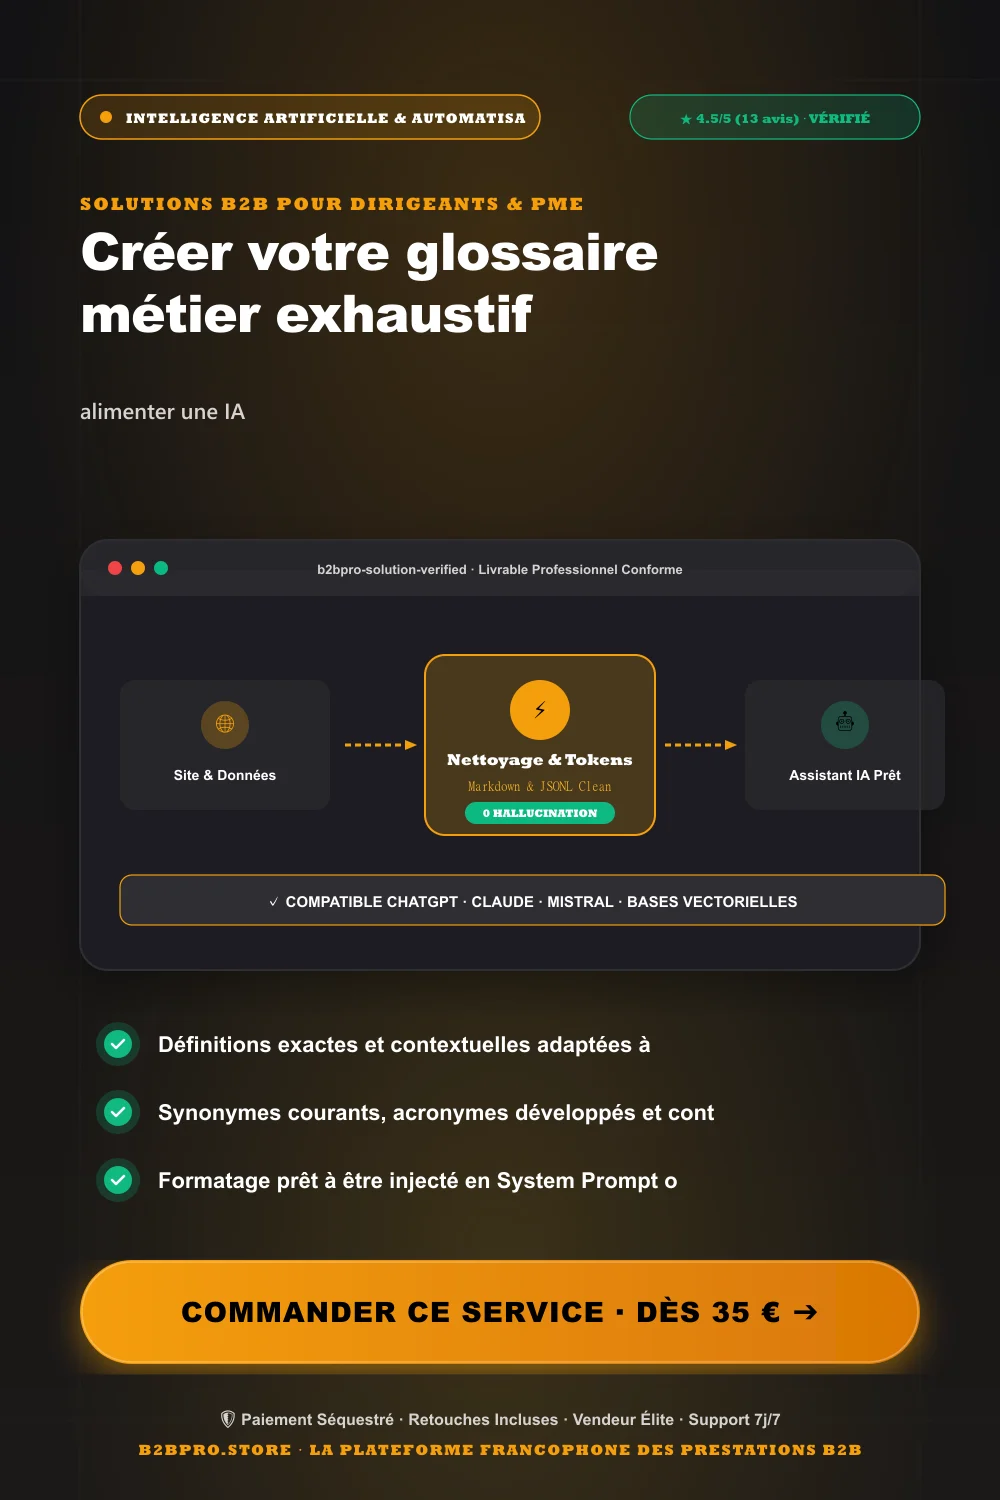 INTELLIGENCE ARTIFICIELLE & AUTOMATISA
★ 4.5/5 (13 avis) · VÉRIFIÉ
SOLUTIONS B2B POUR DIRIGEANTS & PME
Créer votre glossaire
métier exhaustif
alimenter une IA
b2bpro-solution-verified · Livrable Professionnel Conforme
Site & Données
Nettoyage & Tokens
Markdown & JSONL Clean
0 HALLUCINATION
Assistant IA Prêt
✓ COMPATIBLE CHATGPT · CLAUDE · MISTRAL · BASES VECTORIELLES
Définitions exactes et contextuelles adaptées à
Synonymes courants, acronymes développés et cont
Formatage prêt à être injecté en System Prompt o
COMMANDER CE SERVICE · DÈS 35 € →
Paiement Séquestré · Retouches Incluses · Vendeur Élite · Support 7j/7
B2BPRO.STORE · LA PLATEFORME FRANCOPHONE DES PRESTATIONS B2B